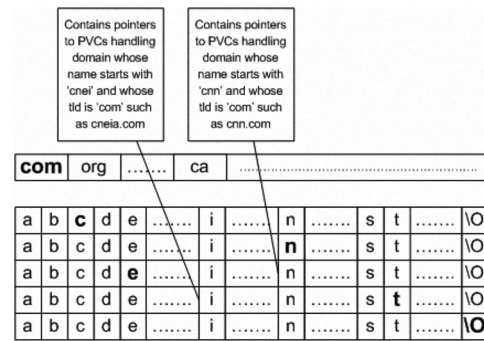 Contains pointers
to PVCs handling
domain whose
name starts with
'cnei' and whose
tld is 'com' such
as cneia.com
Contains pointers
to PVCs handling
domain whose
name starts with
'cnn' and whose
tld is 'com' such
as cnn.com
com org ....... ca ..............................................................
a b c d e ....... i ....... n ....... s t ....... \O
a b c d e ....... i ....... n ....... s t ....... \O
a b c d e ....... i ....... n ....... s t ....... \O
a b c d e ....... i ....... n ....... s t ....... \O
a b c d e ....... i ....... n ....... s t ....... \O